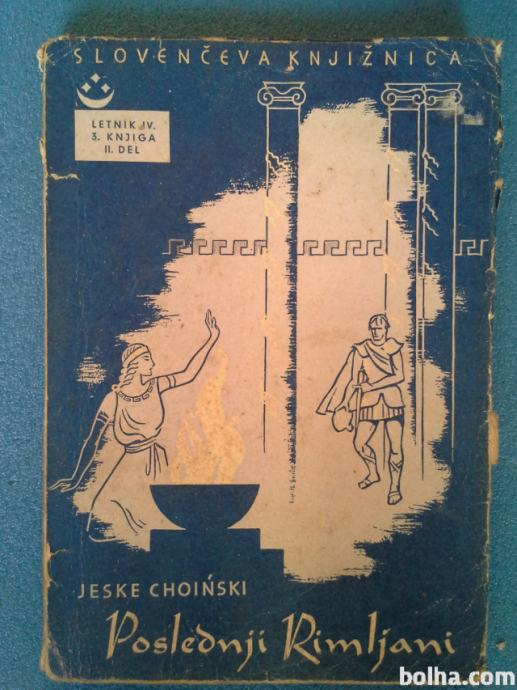 SLOVENČEVA KNJIŽNICA
LETNIK IV.
3. KNJIGA
II. DEL
JESKE CHOIŃSKI
Poslednji Rimljani
bolha.com